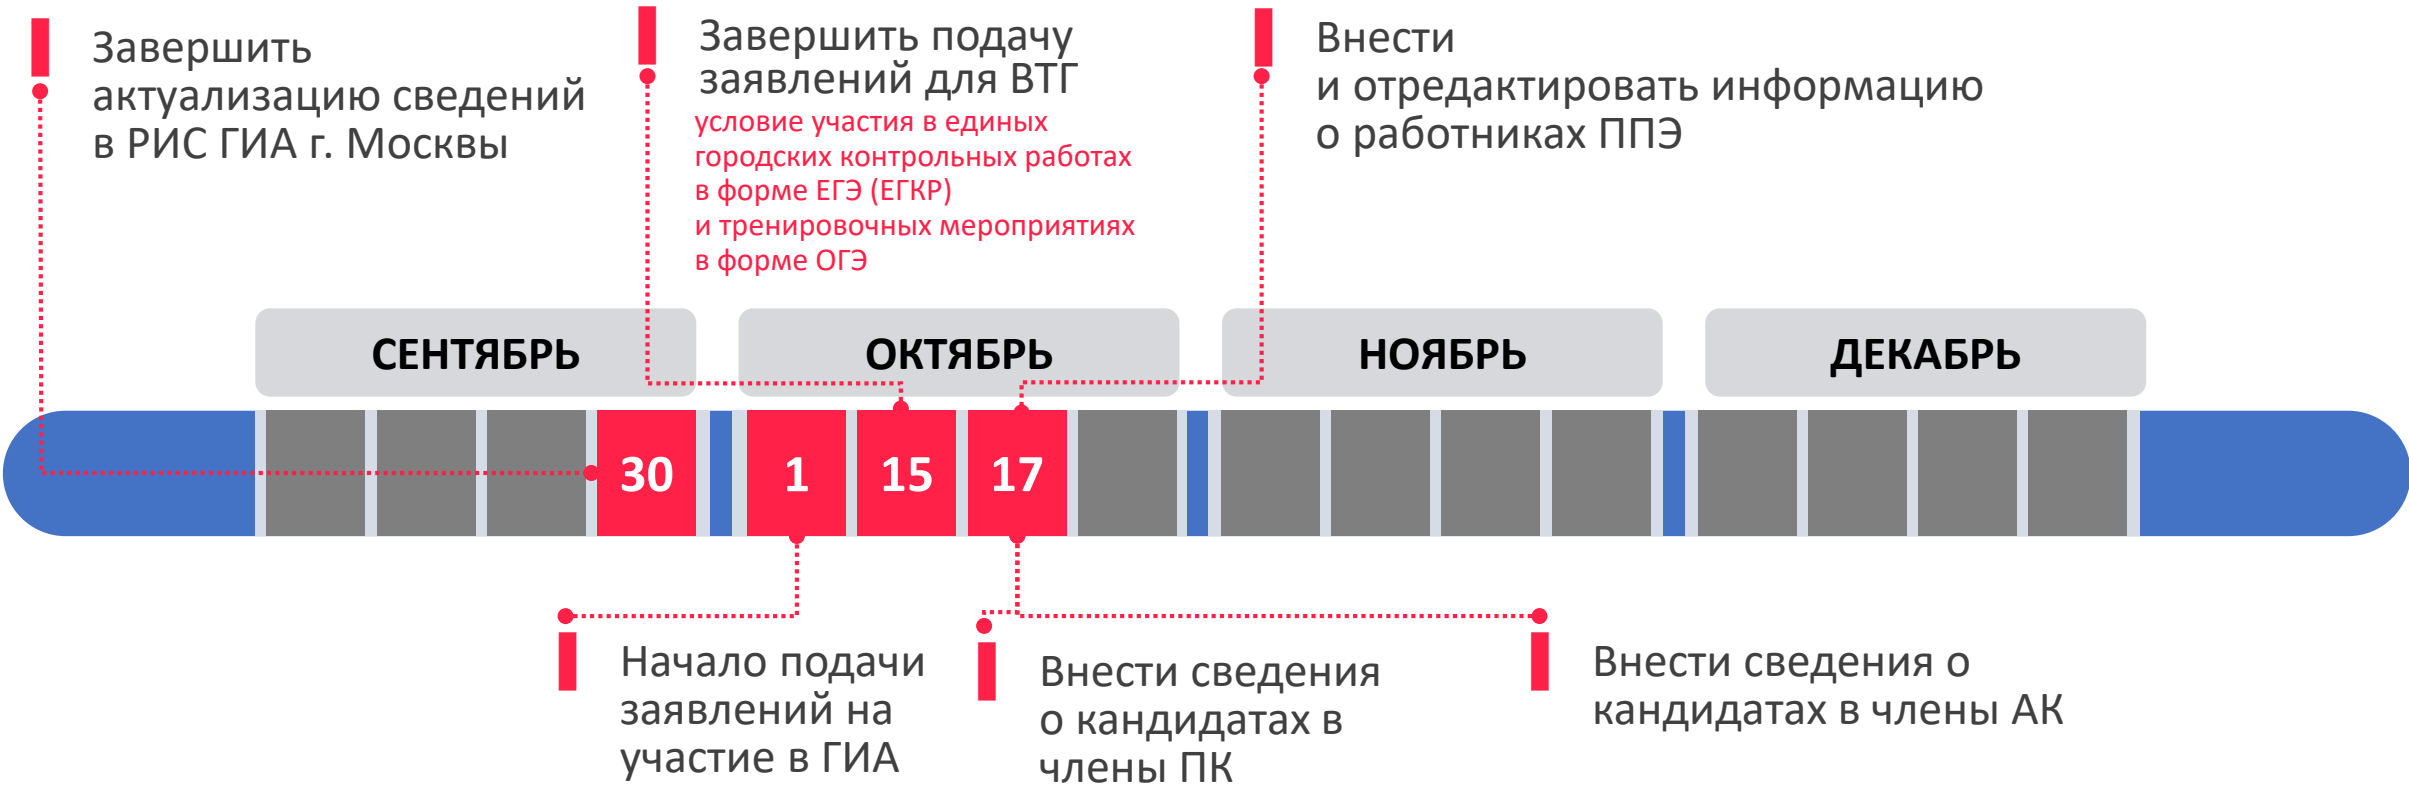 Завершить
актуализацию сведений
в РИС ГИА г. Москвы
Завершить подачу
заявлений для ВТГ
условие участия в единых
городских контрольных работах
в форме ЕГЭ (ЕГКР)
и тренировочных мероприятиях
в форме ОГЭ
Внести
и отредактировать информацию
о работниках ППЭ
СЕНТЯБРЬ
ОКТЯБРЬ
НОЯБРЬ
ДЕКАБРЬ
30
1
15
17
Начало подачи
заявлений на
участие в ГИА
Внести сведения
о кандидатах в
члены ПК
Внести сведения о
кандидатах в члены АК